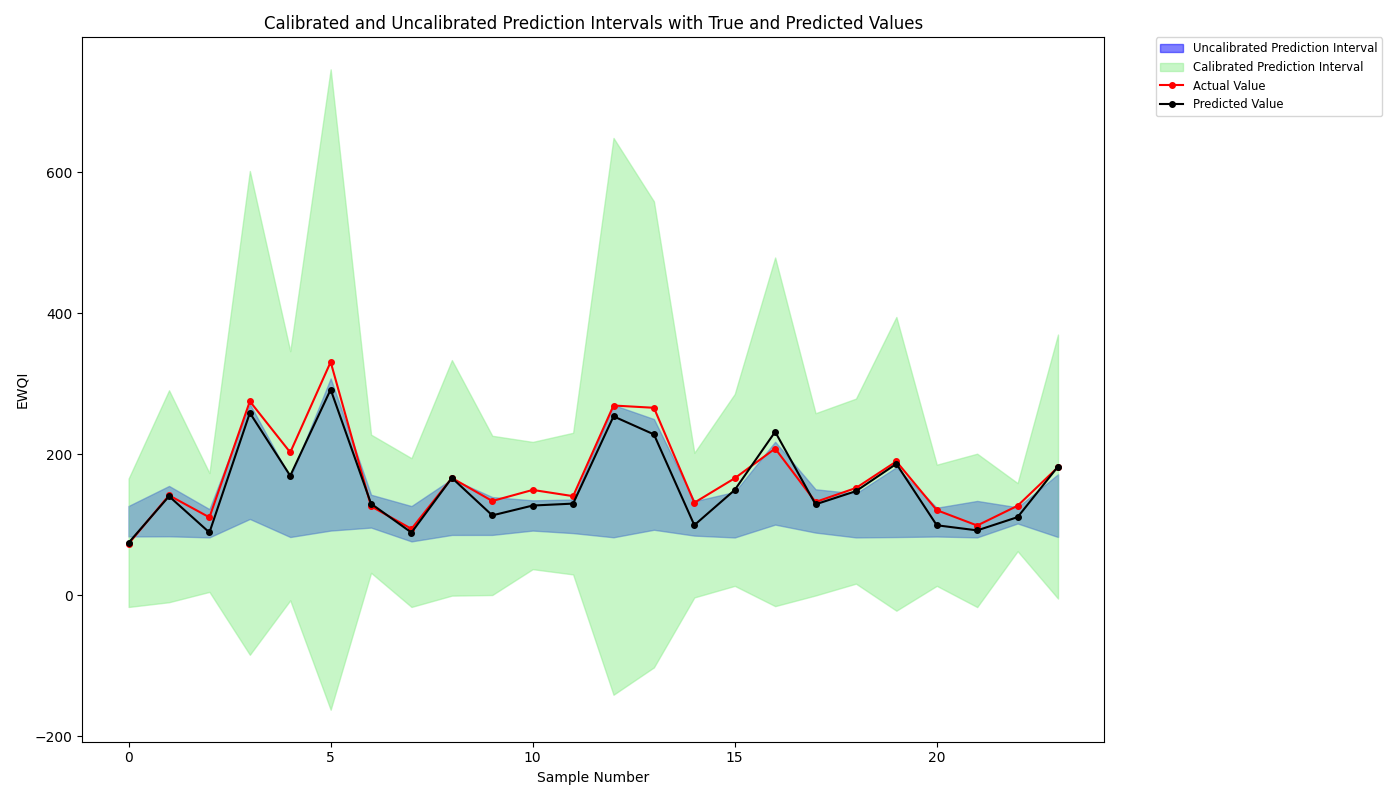 Calibrated and Uncalibrated Prediction Intervals with True and Predicted Values
Uncalibrated Prediction Interval
Calibrated Prediction Interval
Actual Value
Predicted Value
600
400
200
0
−200
EWQI
0 5 10 15 20
Sample Number